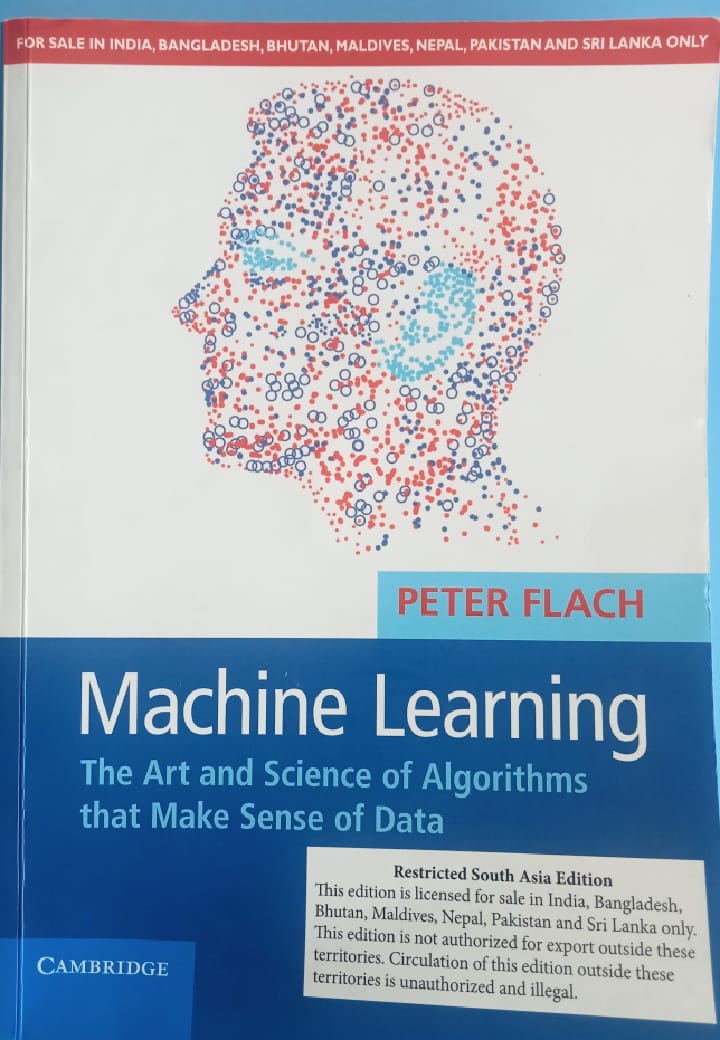 FOR SALE IN INDIA, BANGLADESH, BHUTAN, MALDIVES, NEPAL, PAKISTAN AND SRI LANKA ONLY
PETER FLACH
Machine Learning
The Art and Science of Algorithms
that Make Sense of Data
Restricted South Asia Edition
This edition is licensed for sale in India, Bangladesh,
Bhutan, Maldives, Nepal, Pakistan and Sri Lanka only.
This edition is not authorized for export outside these
territories. Circulation of this edition outside these
territories is unauthorized and illegal.
CAMBRIDGE